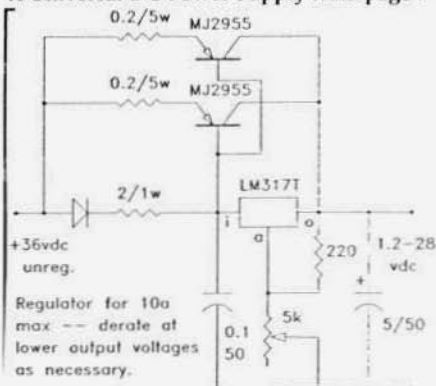 0.2/5w
MJ2955
0.2/5w
MJ2955
2/1w
LM317T
i
o
a
+36vdc
unreg.
220
1.2-28
vdc
+
Regulator for 10a
max -- derate at
lower output voltages
as necessary.
0.1
50
5k
5/50